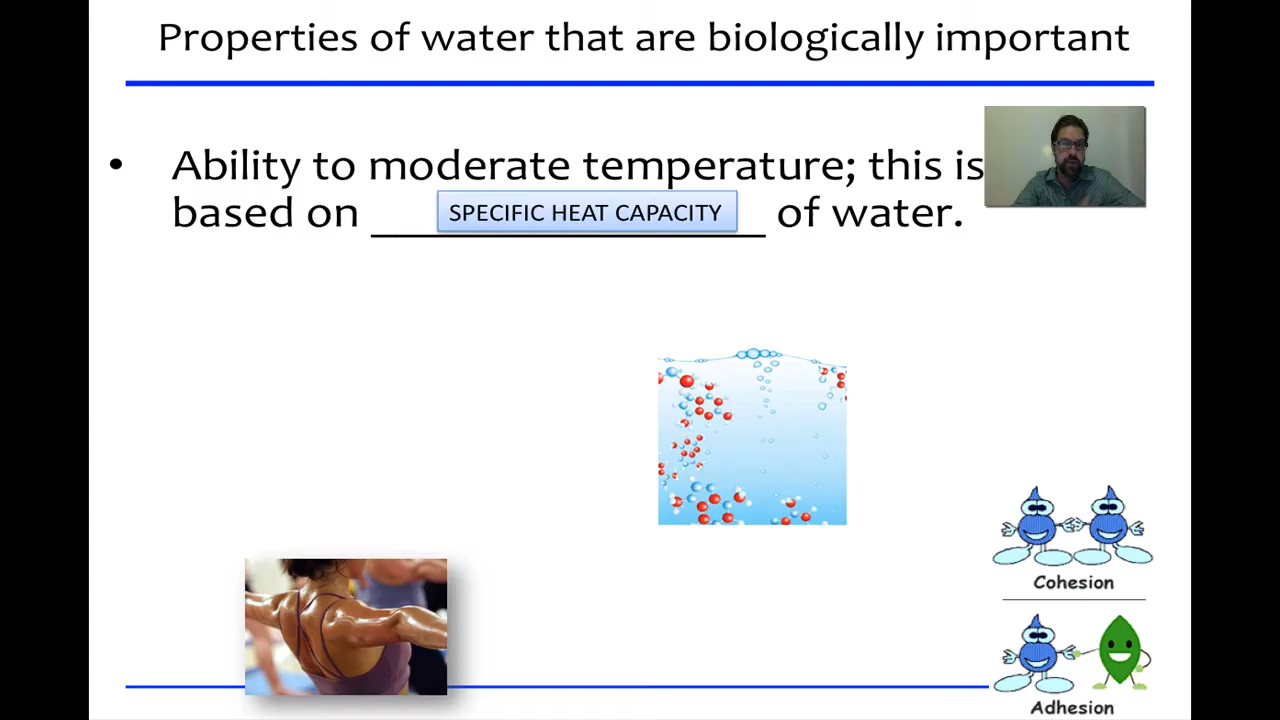 Properties of water that are biologically important
• Ability to moderate temperature; this is
based on __________________ of water.
SPECIFIC HEAT CAPACITY
Cohesion
Adhesion